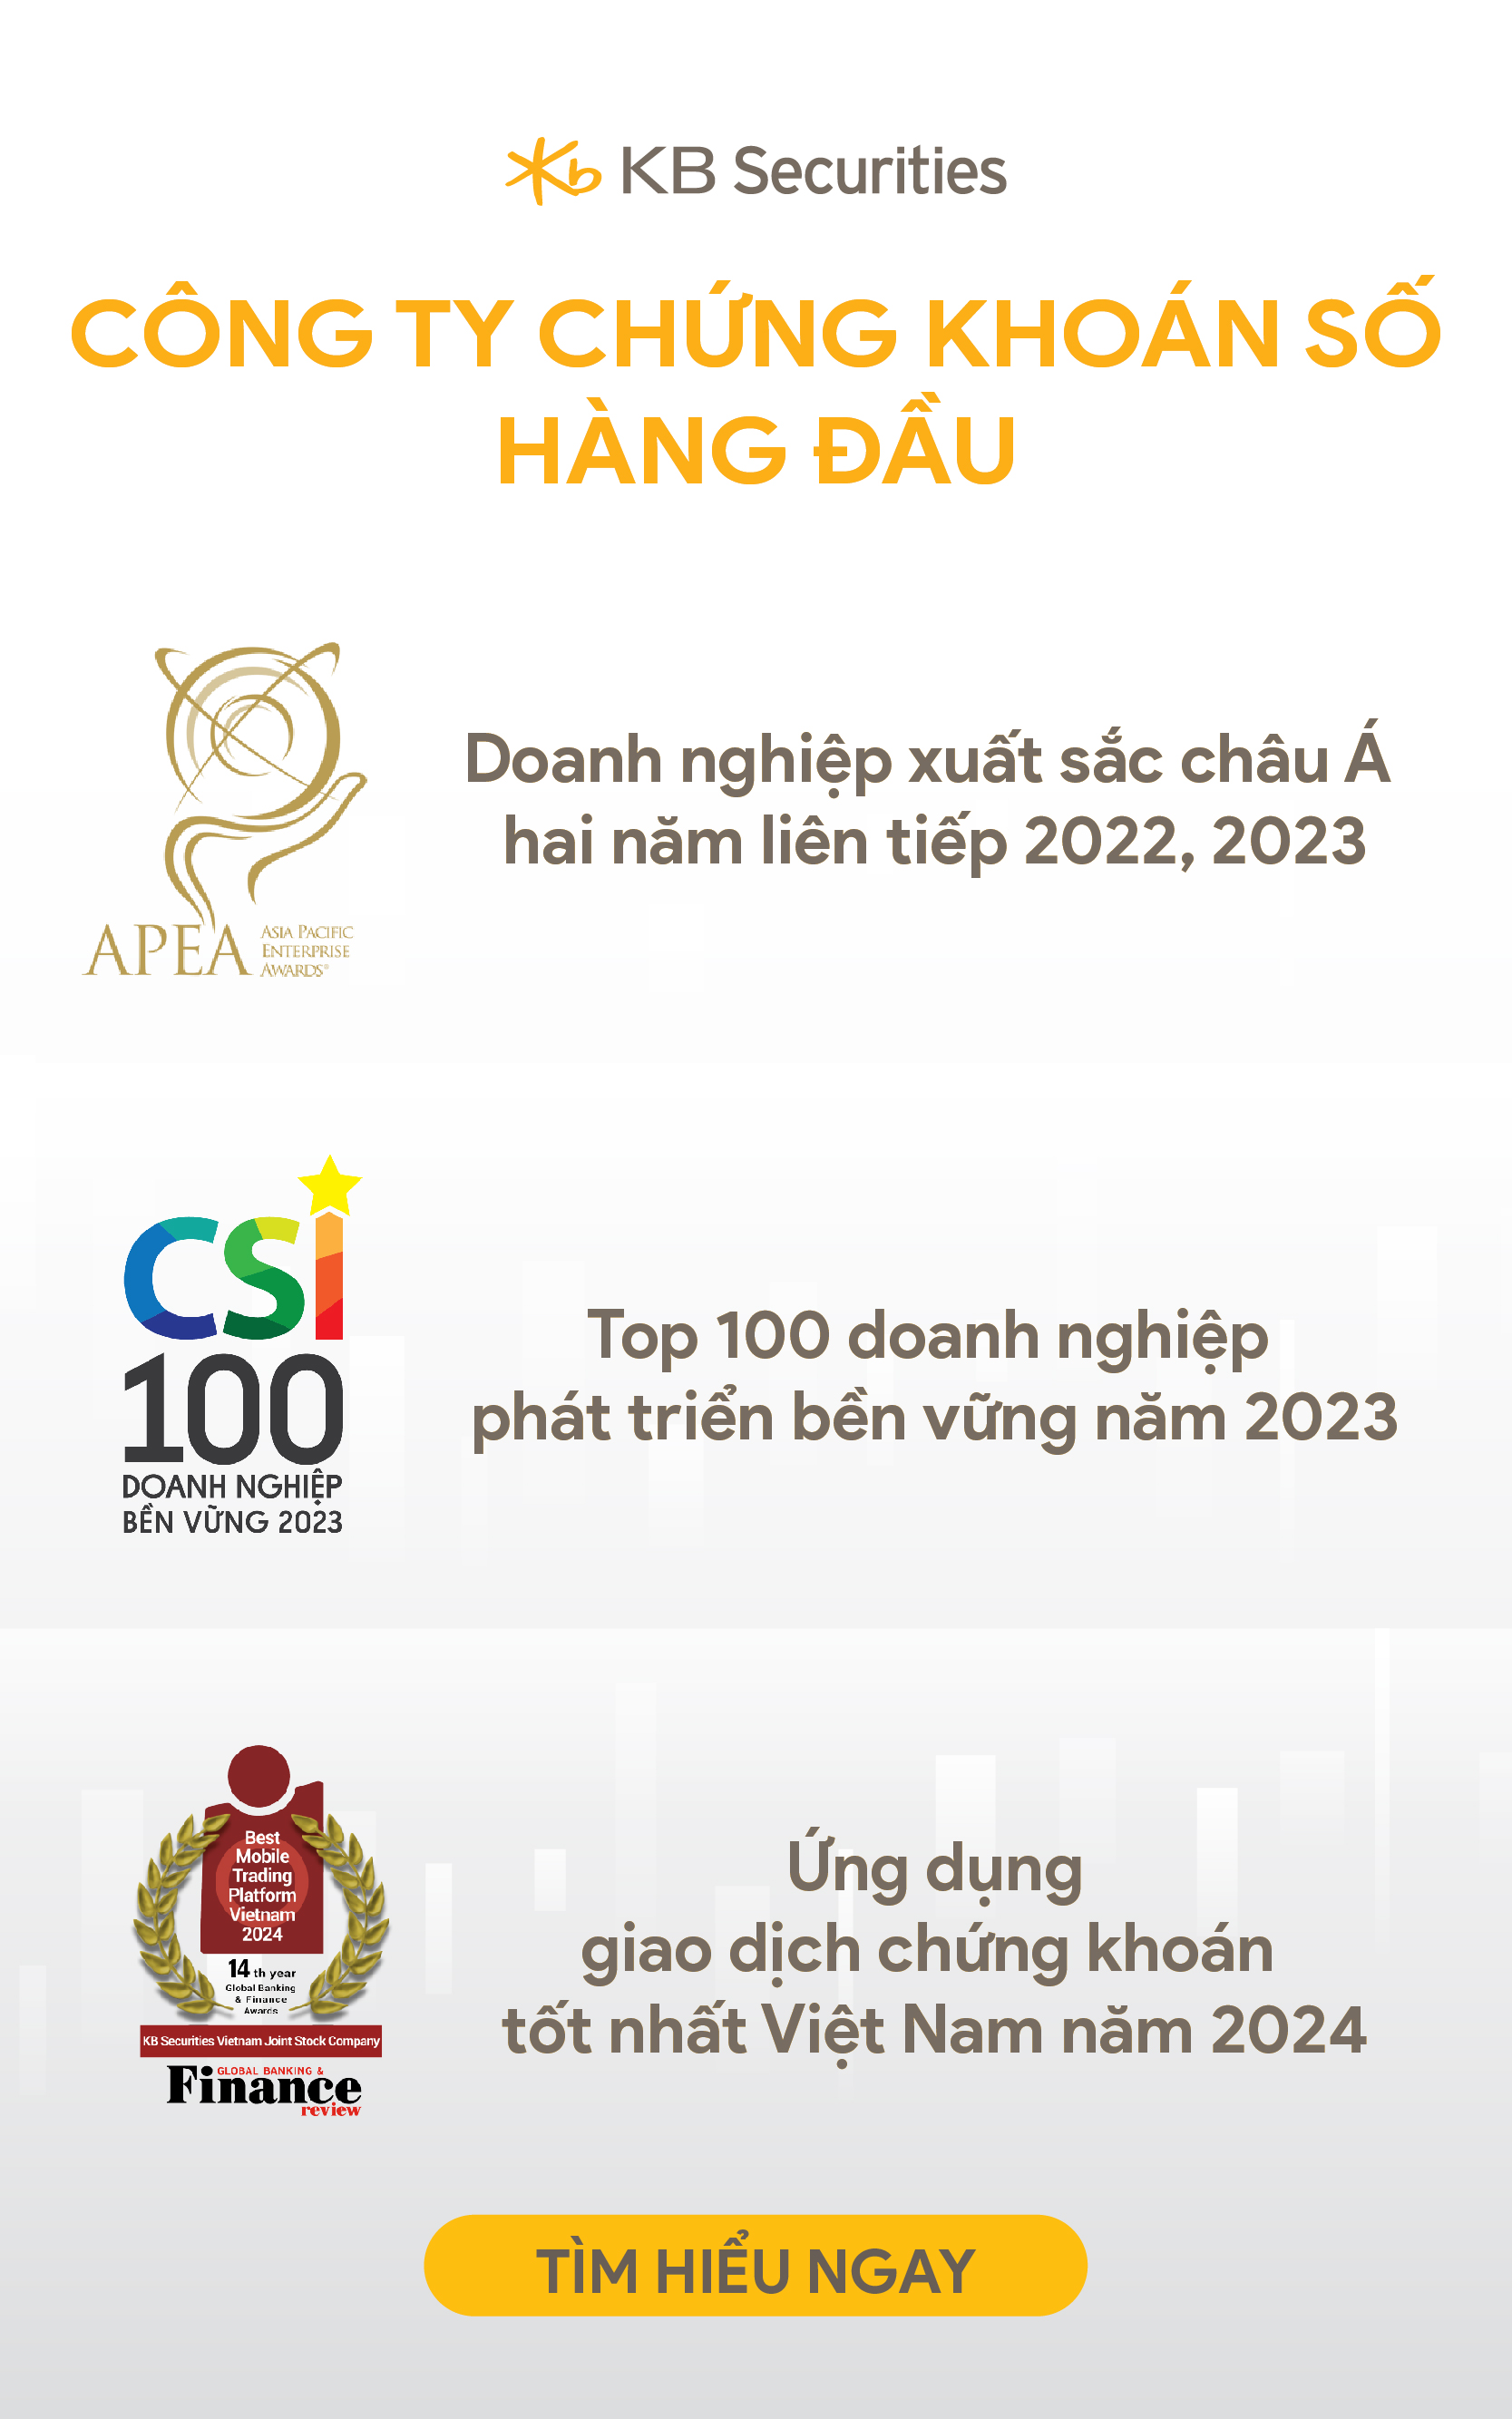 KB Securities
CÔNG TY CHỨNG KHOÁN SỐ
HÀNG ĐẦU
APEA ASIA PACIFIC
ENTERPRISE
AWARDS®
Doanh nghiệp xuất sắc châu Á
hai năm liên tiếp 2022, 2023
CSI
100
DOANH NGHIỆP
BỀN VỮNG 2023
Top 100 doanh nghiệp
phát triển bền vững năm 2023
Best
Mobile
Trading
Platform
Vietnam
2024
14 th year
Global Banking
& Finance
Awards
KB Securities Vietnam Joint Stock Company
GLOBAL BANKING &
Finance
review
Ứng dụng
giao dịch chứng khoán
tốt nhất Việt Nam năm 2024
TÌM HIỂU NGAY